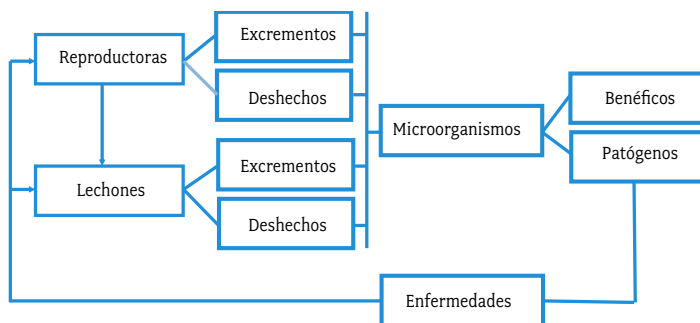 Excrementos
Reproductoras
Deshechos
Excrementos
Lechones
Deshechos
Microorganismos
Benéficos
Patógenos
Enfermedades